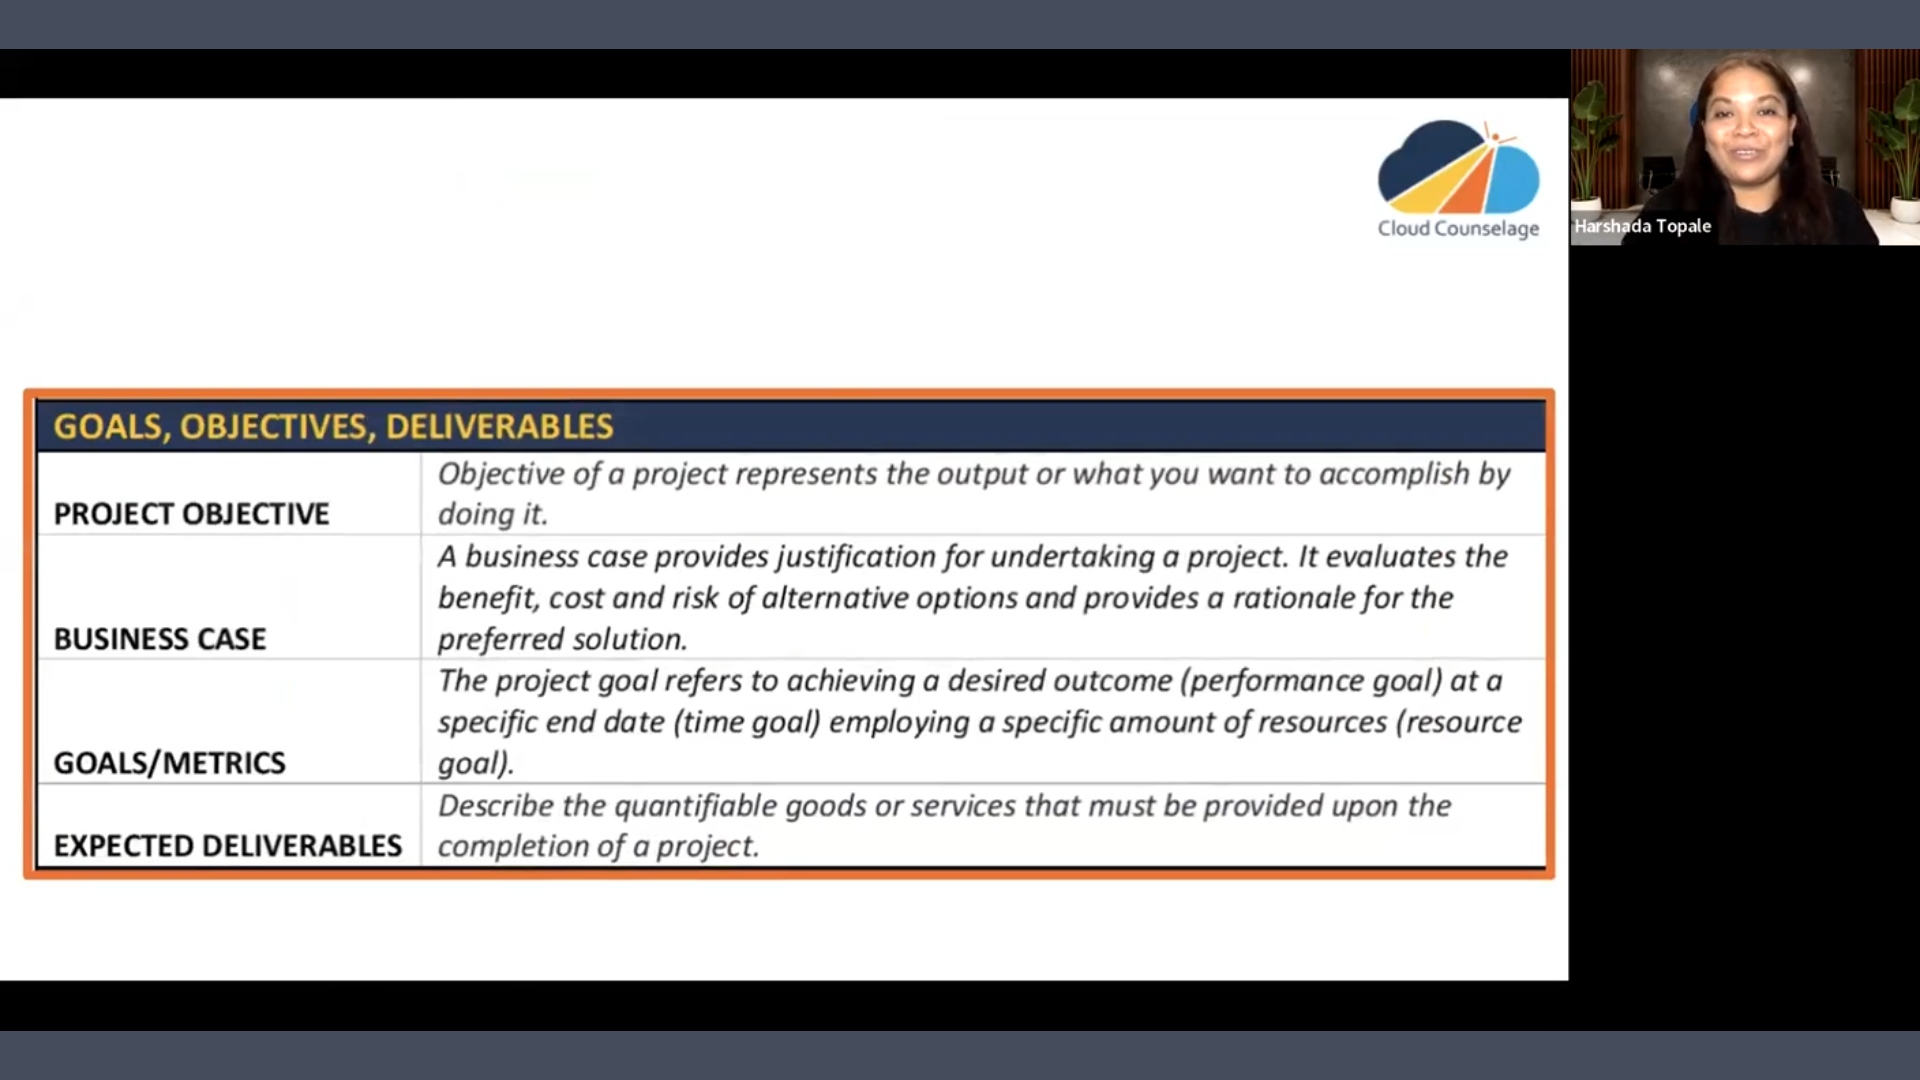 Cloud Counselage
Harshada Topale
GOALS, OBJECTIVES, DELIVERABLES
PROJECT OBJECTIVE
Objective of a project represents the output or what you want to accomplish by
doing it.
BUSINESS CASE
A business case provides justification for undertaking a project. It evaluates the
benefit, cost and risk of alternative options and provides a rationale for the
preferred solution.
GOALS/METRICS
The project goal refers to achieving a desired outcome (performance goal) at a
specific end date (time goal) employing a specific amount of resources (resource
goal).
EXPECTED DELIVERABLES
Describe the quantifiable goods or services that must be provided upon the
completion of a project.